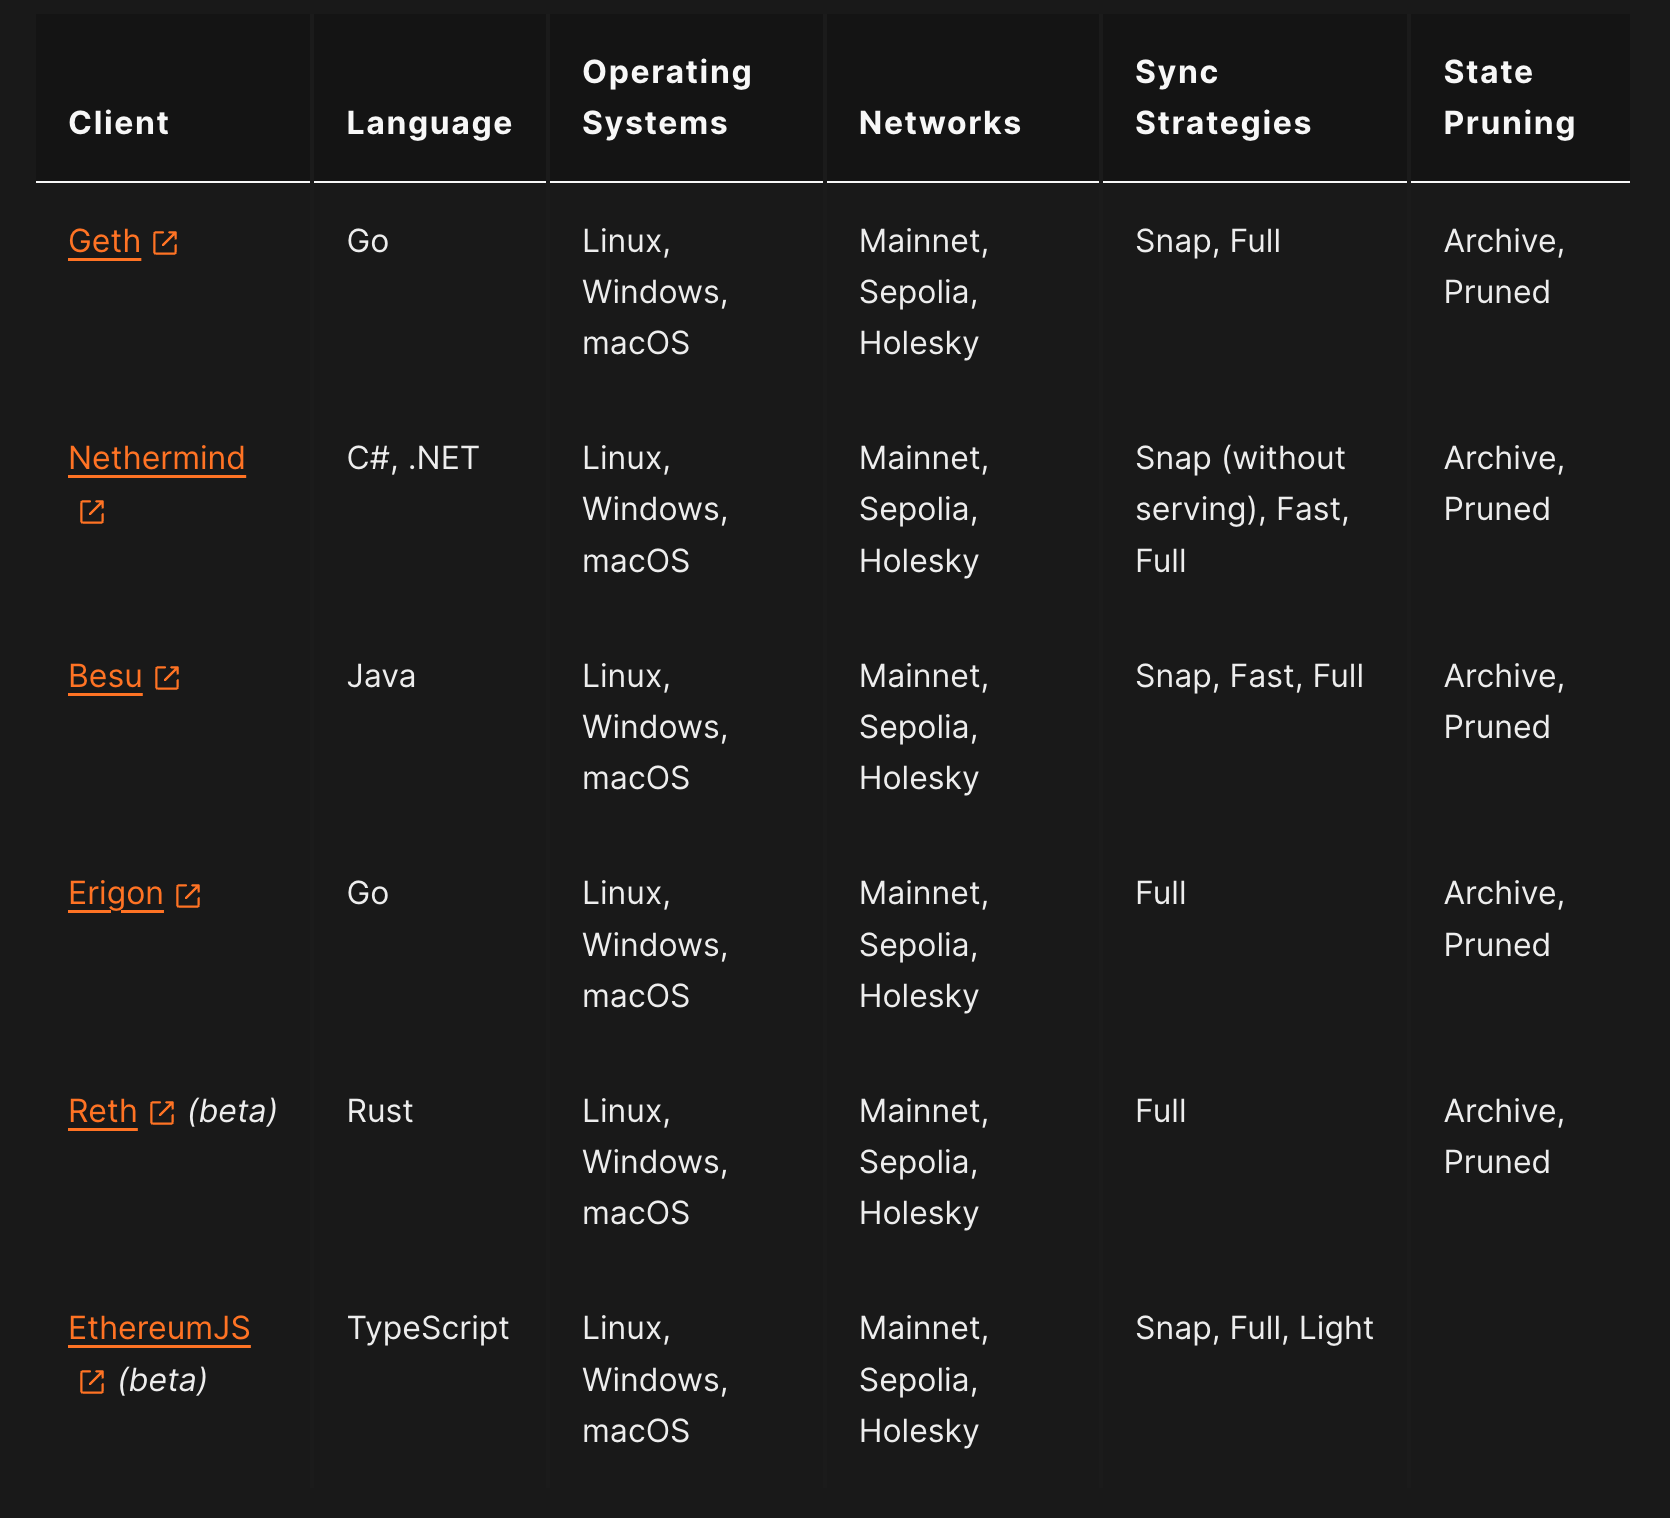 Client
Language
Operating
Systems
Networks
Sync
Strategies
State
Pruning
Geth
Go
Linux,
Windows,
macOS
Mainnet,
Sepolia,
Holesky
Snap, Full
Archive,
Pruned
Nethermind
C#, .NET
Linux,
Windows,
macOS
Mainnet,
Sepolia,
Holesky
Snap (without
serving), Fast,
Full
Archive,
Pruned
Besu
Java
Linux,
Windows,
macOS
Mainnet,
Sepolia,
Holesky
Snap, Fast, Full
Archive,
Pruned
Erigon
Go
Linux,
Windows,
macOS
Mainnet,
Sepolia,
Holesky
Full
Archive,
Pruned
Reth (beta)
Rust
Linux,
Windows,
macOS
Mainnet,
Sepolia,
Holesky
Full
Archive,
Pruned
EthereumJS
(beta)
TypeScript
Linux,
Windows,
macOS
Mainnet,
Sepolia,
Holesky
Snap, Full, Light